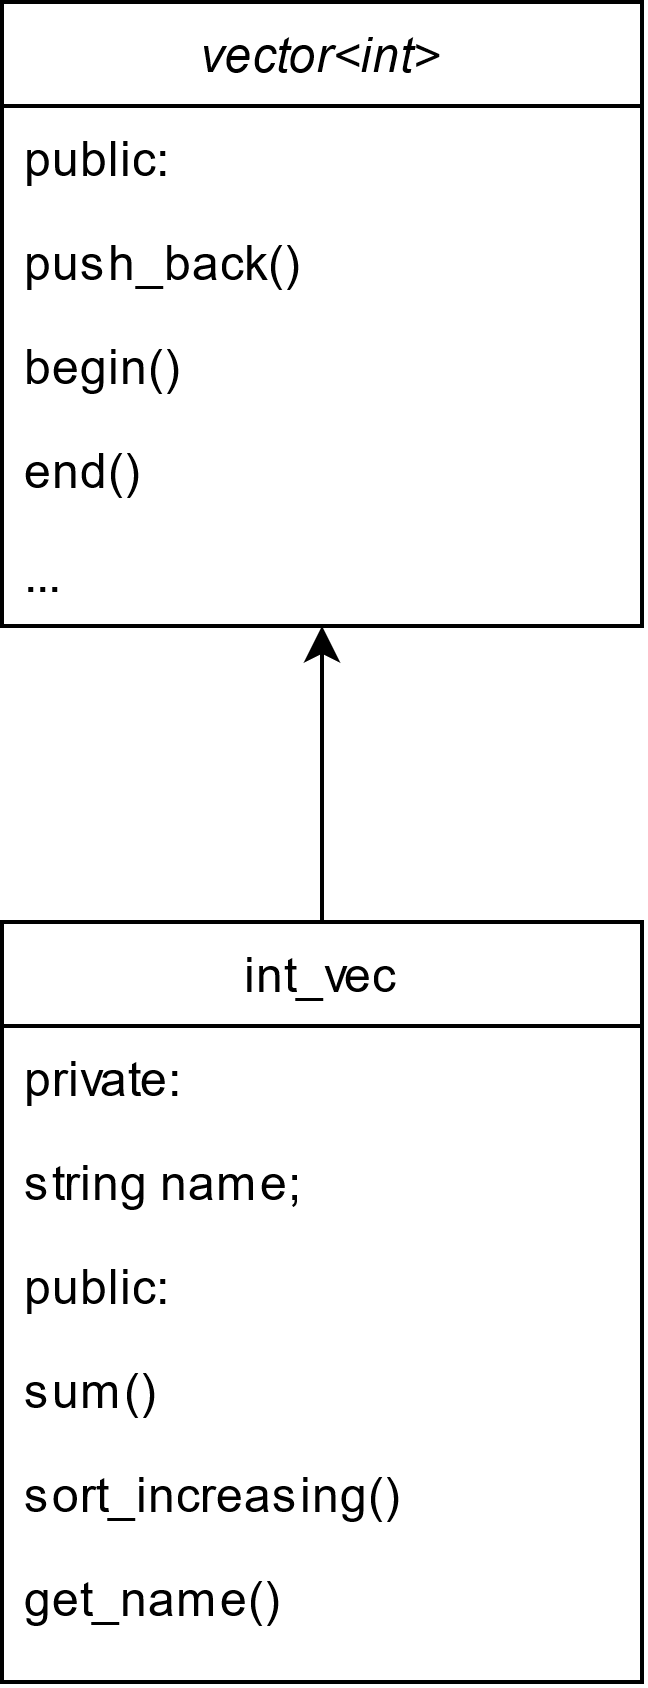 vector<int>
public:
push_back()
begin()
end()
...
int_vec
private:
string name;
public:
sum()
sort_increasing()
get_name()